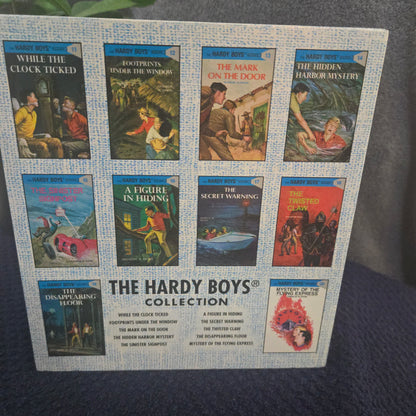 THE HARDY BOYS 11
THE HARDY BOYS 12
THE HARDY BOYS 13
THE HARDY BOYS 14
WHILE THE
CLOCK TICKED
FOOTPRINTS
UNDER THE WINDOW
THE MARK
ON THE DOOR
THE HIDDEN
HARBOR MYSTERY
THE HARDY BOYS
THE HARDY BOYS
THE HARDY BOYS 17
THE HARDY BOYS
THE SINISTER
SIGNPOST
A FIGURE
IN HIDING
THE
SECRET WARNING
THE
TWISTED
CLAW
THE HARDY BOYS
THE
DISAPPEARING
FLOOR
THE HARDY BOYS
MYSTERY OF THE
FLYING EXPRESS
THE HARDY BOYS®
COLLECTION
WHILE THE CLOCK TICKED
FOOTPRINTS UNDER THE WINDOW
THE MARK ON THE DOOR
THE HIDDEN HARBOR MYSTERY
THE SINISTER SIGNPOST
A FIGURE IN HIDING
THE SECRET WARNING
THE TWISTED CLAW
THE DISAPPEARING FLOOR
MYSTERY OF THE FLYING EXPRESS